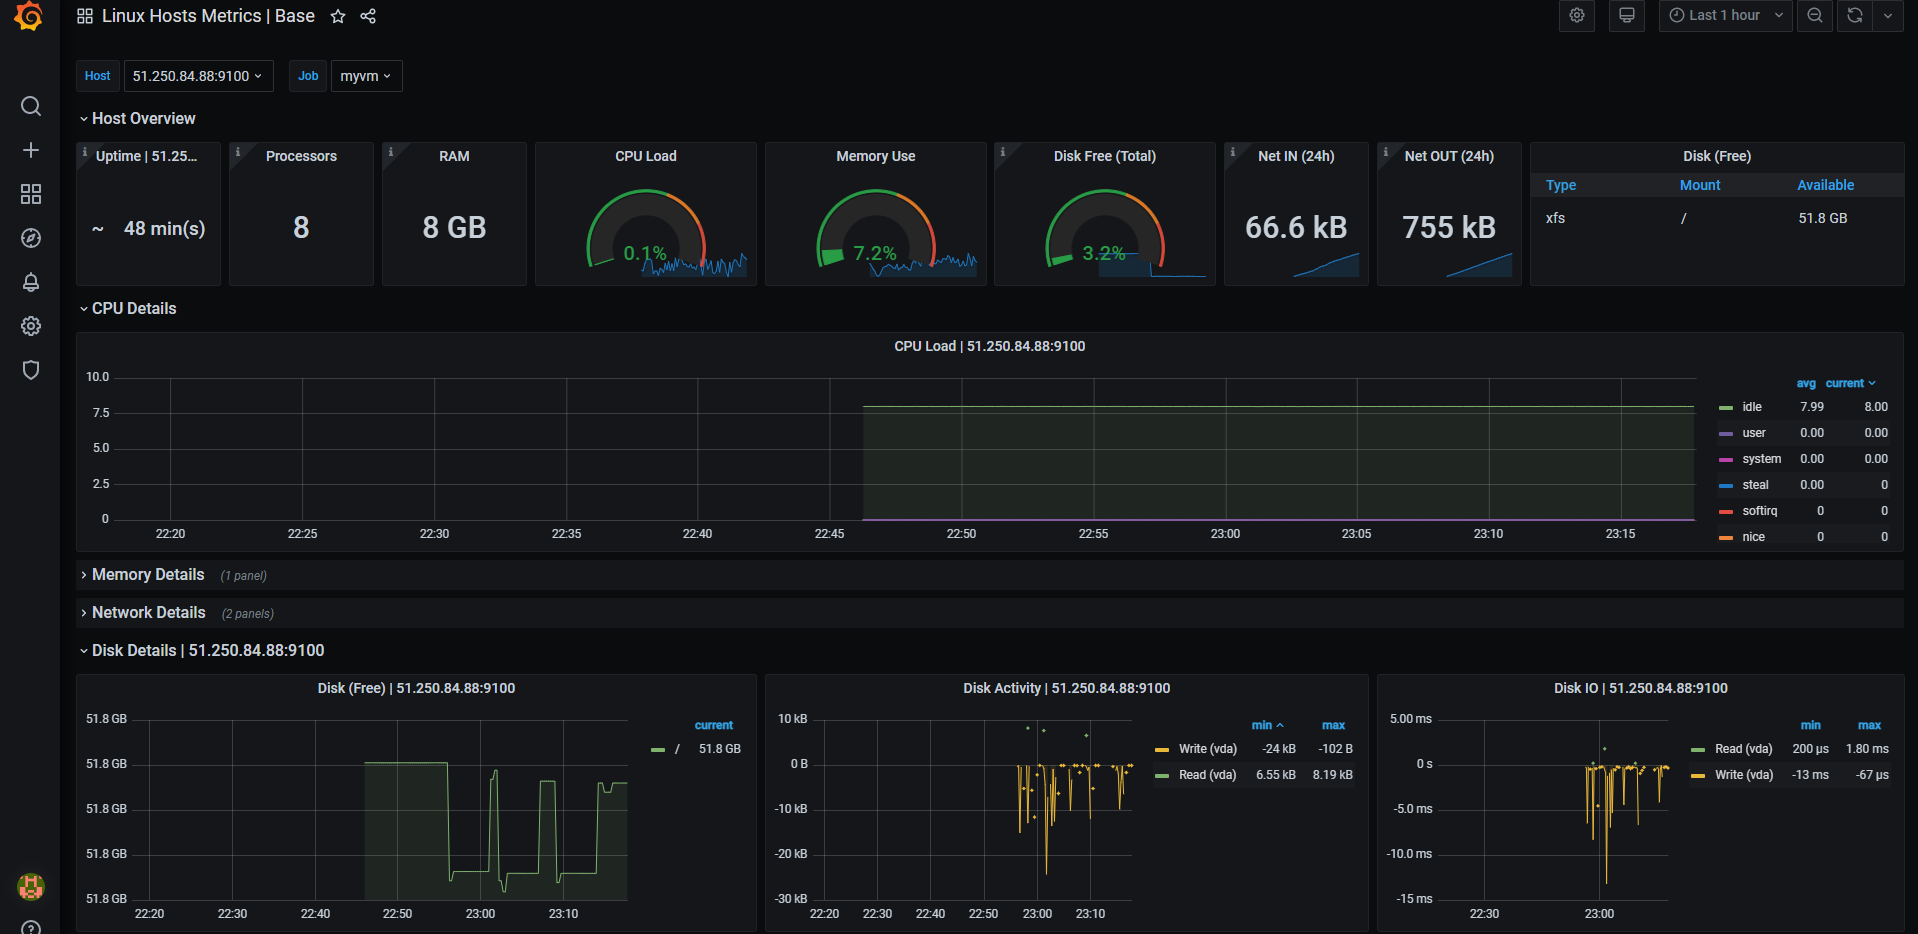 Linux Hosts Metrics | Base
Last 1 hour
Host
51.250.84.88:9100
Job
myvm
Host Overview
Uptime | 51.25...
~ 48 min(s)
Processors
8
RAM
8 GB
CPU Load
0.1%
Memory Use
7.2%
Disk Free (Total)
3.2%
Net IN (24h)
66.6 kB
Net OUT (24h)
755 kB
Disk (Free)
Type Mount Available
xfs / 51.8 GB
CPU Details
CPU Load | 51.250.84.88:9100
10.0
7.5
5.0
2.5
0
22:20 22:25 22:30 22:35 22:40 22:45 22:50 22:55 23:00 23:05 23:10 23:15
avg current
idle 7.99 8.00
user 0.00 0.00
system 0.00 0.00
steal 0.00 0
softirq 0 0
nice 0 0
Memory Details (1 panel)
Network Details (2 panels)
Disk Details | 51.250.84.88:9100
Disk (Free) | 51.250.84.88:9100
51.8 GB
51.8 GB
51.8 GB
51.8 GB
51.8 GB
22:20 22:30 22:40 22:50 23:00 23:10
current
/ 51.8 GB
Disk Activity | 51.250.84.88:9100
10 kB
0 B
-10 kB
-20 kB
-30 kB
22:20 22:30 22:40 22:50 23:00 23:10
min max
Write (vda) -24 kB -102 B
Read (vda) 6.55 kB 8.19 kB
Disk IO | 51.250.84.88:9100
5.00 ms
0 s
-5.0 ms
-10.0 ms
-15 ms
22:30 23:00
min max
Read (vda) 200 µs 1.80 ms
Write (vda) -13 ms -67 µs